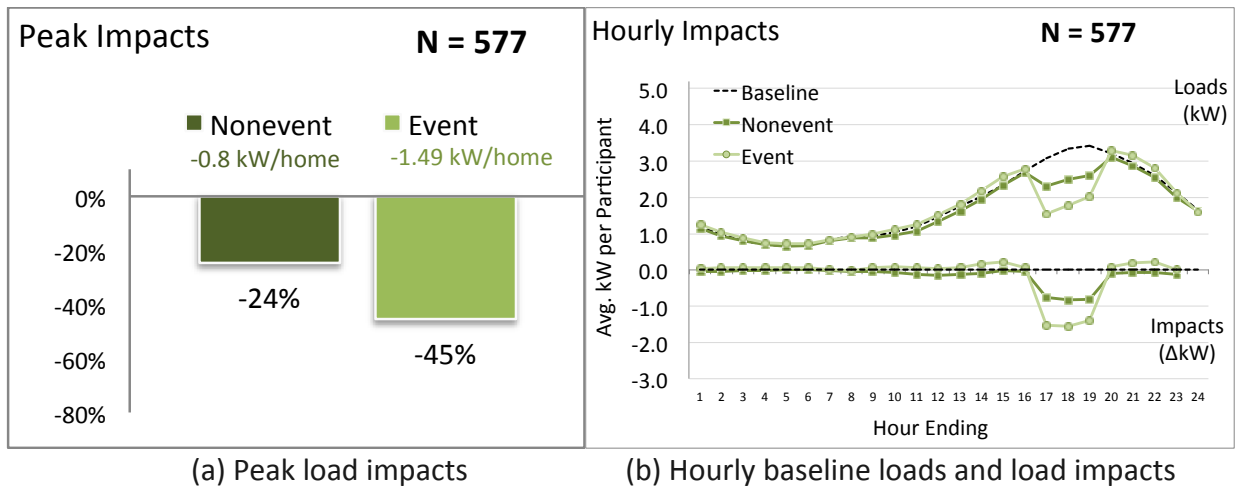 Peak Impacts
N = 577
Nonevent
Event
-0.8 kW/home
-1.49 kW/home
0%
-20%
-40%
-60%
-80%
-24%
-45%
(a) Peak load impacts
Hourly Impacts
N = 577
Loads
(kW)
Baseline
Nonevent
Event
Avg. kW per Participant
5.0
4.0
3.0
2.0
1.0
0.0
-1.0
-2.0
-3.0
Impacts
(ΔkW)
1 2 3 4 5 6 7 8 9 10 11 12 13 14 15 16 17 18 19 20 21 22 23 24
Hour Ending
(b) Hourly baseline loads and load impacts